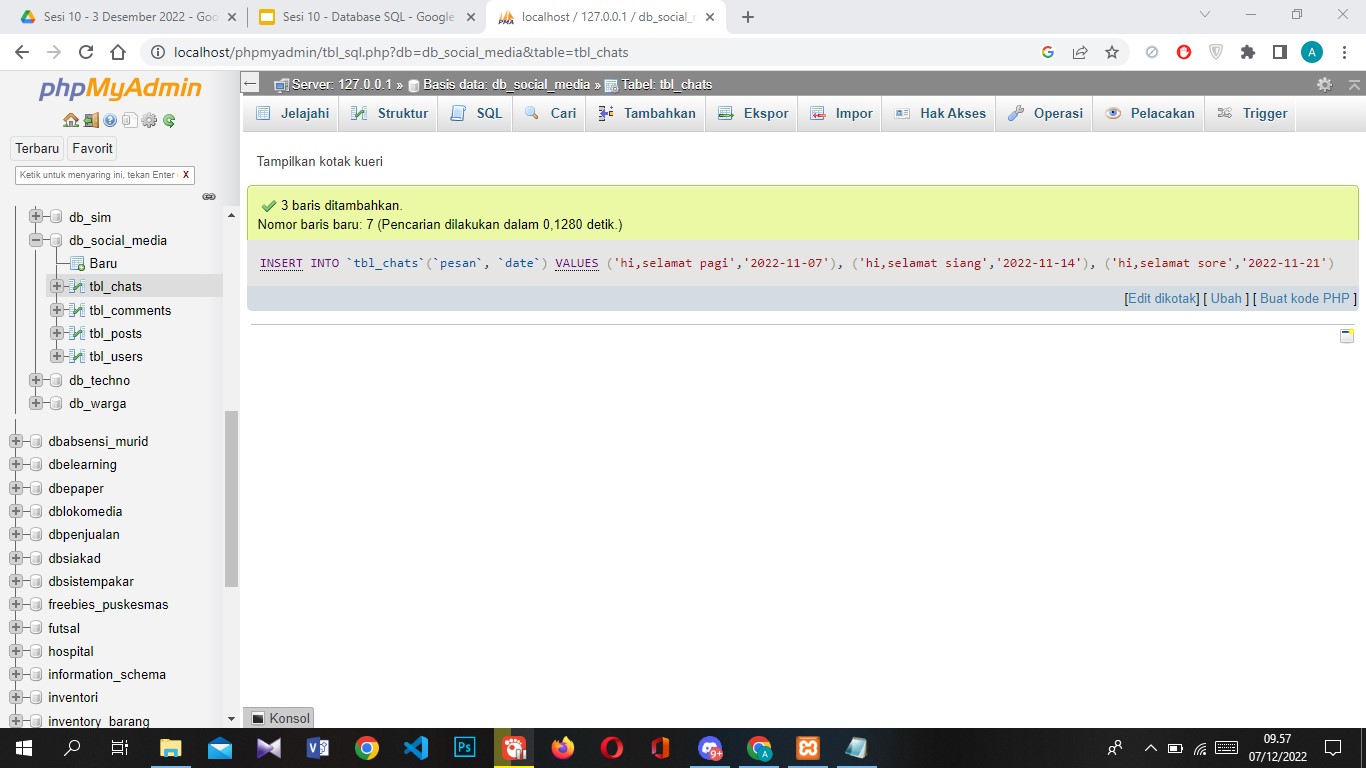 Sesi 10 - 3 Desember 2022 - Goo
Sesi 10 - Database SQL - Google
localhost / 127.0.0.1 / db_social_r
localhost/phpmyadmin/tbl_sql.php?db=db_social_media&table=tbl_chats
A
phpMyAdmin
Terbaru Favorit
Ketik untuk menyaring ini, tekan Enter X
db_sim
db_social_media
Baru
tbl_chats
tbl_comments
tbl_posts
tbl_users
db_techno
db_warga
dbabsensi_murid
dbelearning
dbepaper
dblokomedia
dbpenjualan
dbsiakad
dbsistempakar
freebies_puskesmas
futsal
hospital
information_schema
inventori
inventory_barang
Server: 127.0.0.1 » Basis data: db_social_media » Tabel: tbl_chats
Jelajahi Struktur SQL Cari Tambahkan Ekspor Impor Hak Akses Operasi Pelacakan Trigger
Tampilkan kotak kueri
3 baris ditambahkan.
Nomor baris baru: 7 (Pencarian dilakukan dalam 0,1280 detik.)
INSERT INTO `tbl_chats`(`pesan`, `date`) VALUES ('hi,selamat pagi','2022-11-07'), ('hi,selamat siang','2022-11-14'), ('hi,selamat sore','2022-11-21')
[Edit dikotak] [ Ubah ] [ Buat kode PHP ]
Konsol
Ps
9+
A
09.57
07/12/2022